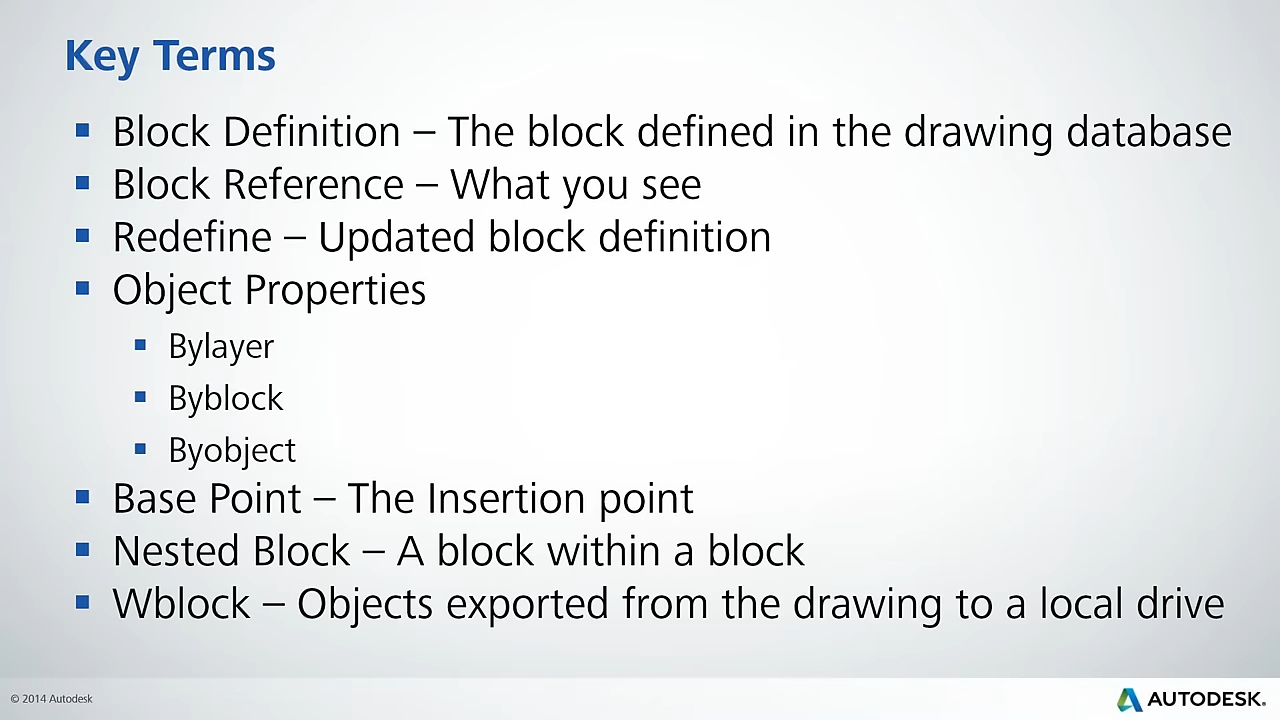 Key Terms
▪ Block Definition – The block defined in the drawing database
▪ Block Reference – What you see
▪ Redefine – Updated block definition
▪ Object Properties
▪ Bylayer
▪ Byblock
▪ Byobject
▪ Base Point – The Insertion point
▪ Nested Block – A block within a block
▪ Wblock – Objects exported from the drawing to a local drive
© 2014 Autodesk
AUTODESK.